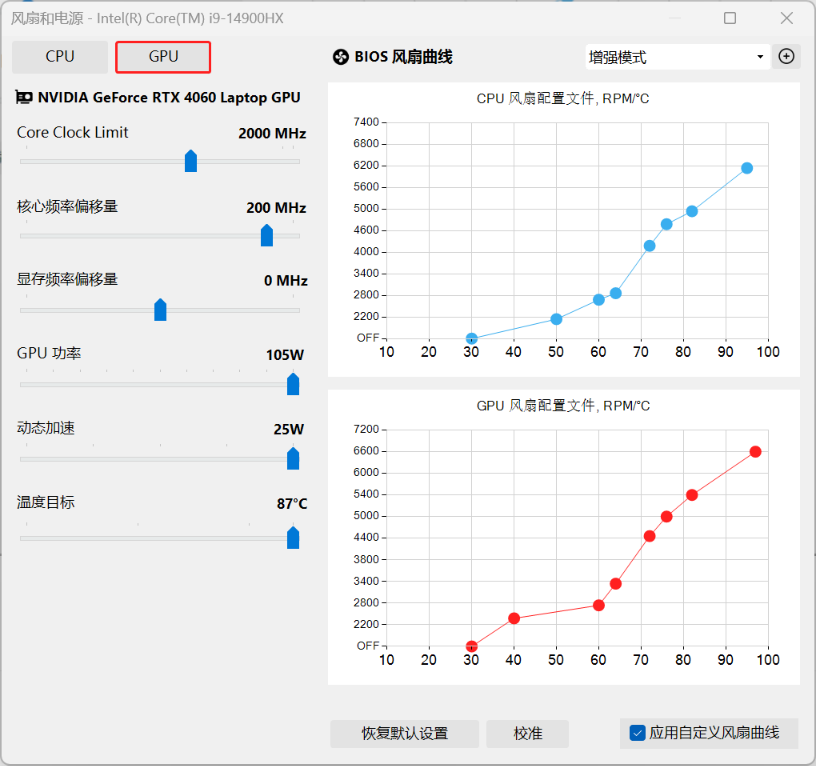 风扇和电源 - Intel(R) Core(TM) i9-14900HX
CPU
GPU
NVIDIA GeForce RTX 4060 Laptop GPU
Core Clock Limit
2000 MHz
核心频率偏移量
200 MHz
显存频率偏移量
0 MHz
GPU 功率
105W
动态加速
25W
温度目标
87°C
BIOS 风扇曲线
增强模式
CPU 风扇配置文件, RPM/°C
7400
6800
6200
5600
5000
4600
4000
3400
2800
2200
OFF
10 20 30 40 50 60 70 80 90 100
GPU 风扇配置文件, RPM/°C
7200
6600
6000
5400
5000
4400
3800
3400
2800
2200
OFF
10 20 30 40 50 60 70 80 90 100
恢复默认设置
校准
应用自定义风扇曲线